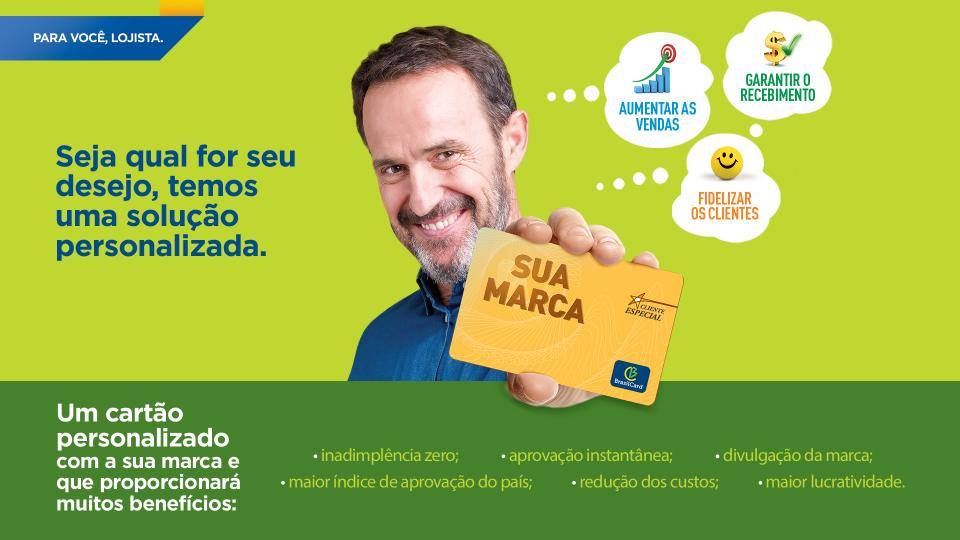 PARA VOCÊ, LOJISTA.
Seja qual for seu
desejo, temos
uma solução
personalizada.
AUMENTAR AS
VENDAS
GARANTIR O
RECEBIMENTO
FIDELIZAR
OS CLIENTES
SUA
MARCA
CLIENTE
ESPECIAL
BrazilCard
Um cartão
personalizado
com a sua marca e
que proporcionará
muitos benefícios:
• inadimplência zero; • aprovação instantânea; • divulgação da marca;
• maior índice de aprovação do país; • redução dos custos; • maior lucratividade.